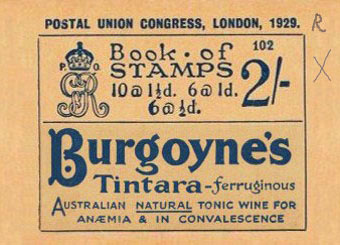 POSTAL UNION CONGRESS, LONDON, 1929.
R
X
P. O.
GR
Book of
STAMPS
102
10@1½d. 6@1d.
6@½d.
2/-
Burgoyne's
Tintara-ferruginous
AUSTRALIAN NATURAL TONIC WINE FOR
ANÆMIA & IN CONVALESCENCE